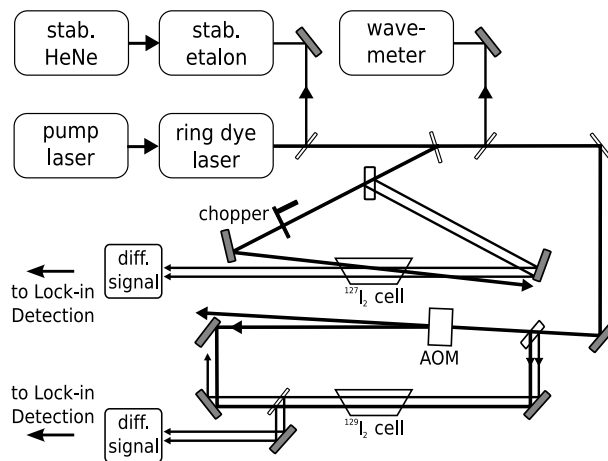 stab.
HeNe
stab.
etalon
wave-
meter
pump
laser
ring dye
laser
chopper
diff.
signal
to Lock-in
Detection
¹²⁷I₂ cell
AOM
to Lock-in
Detection
diff.
signal
¹²⁹I₂ cell